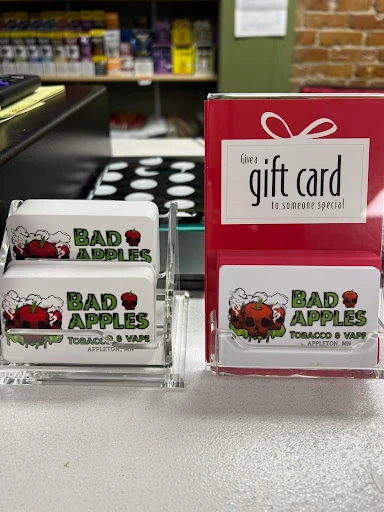 Give a
gift card
to someone special
BAD
APPLES
BAD
APPLES
TOBACCO & VAPE
APPLETON, MN
BAD
APPLES
TOBACCO & VAPE
APPLETON, MN